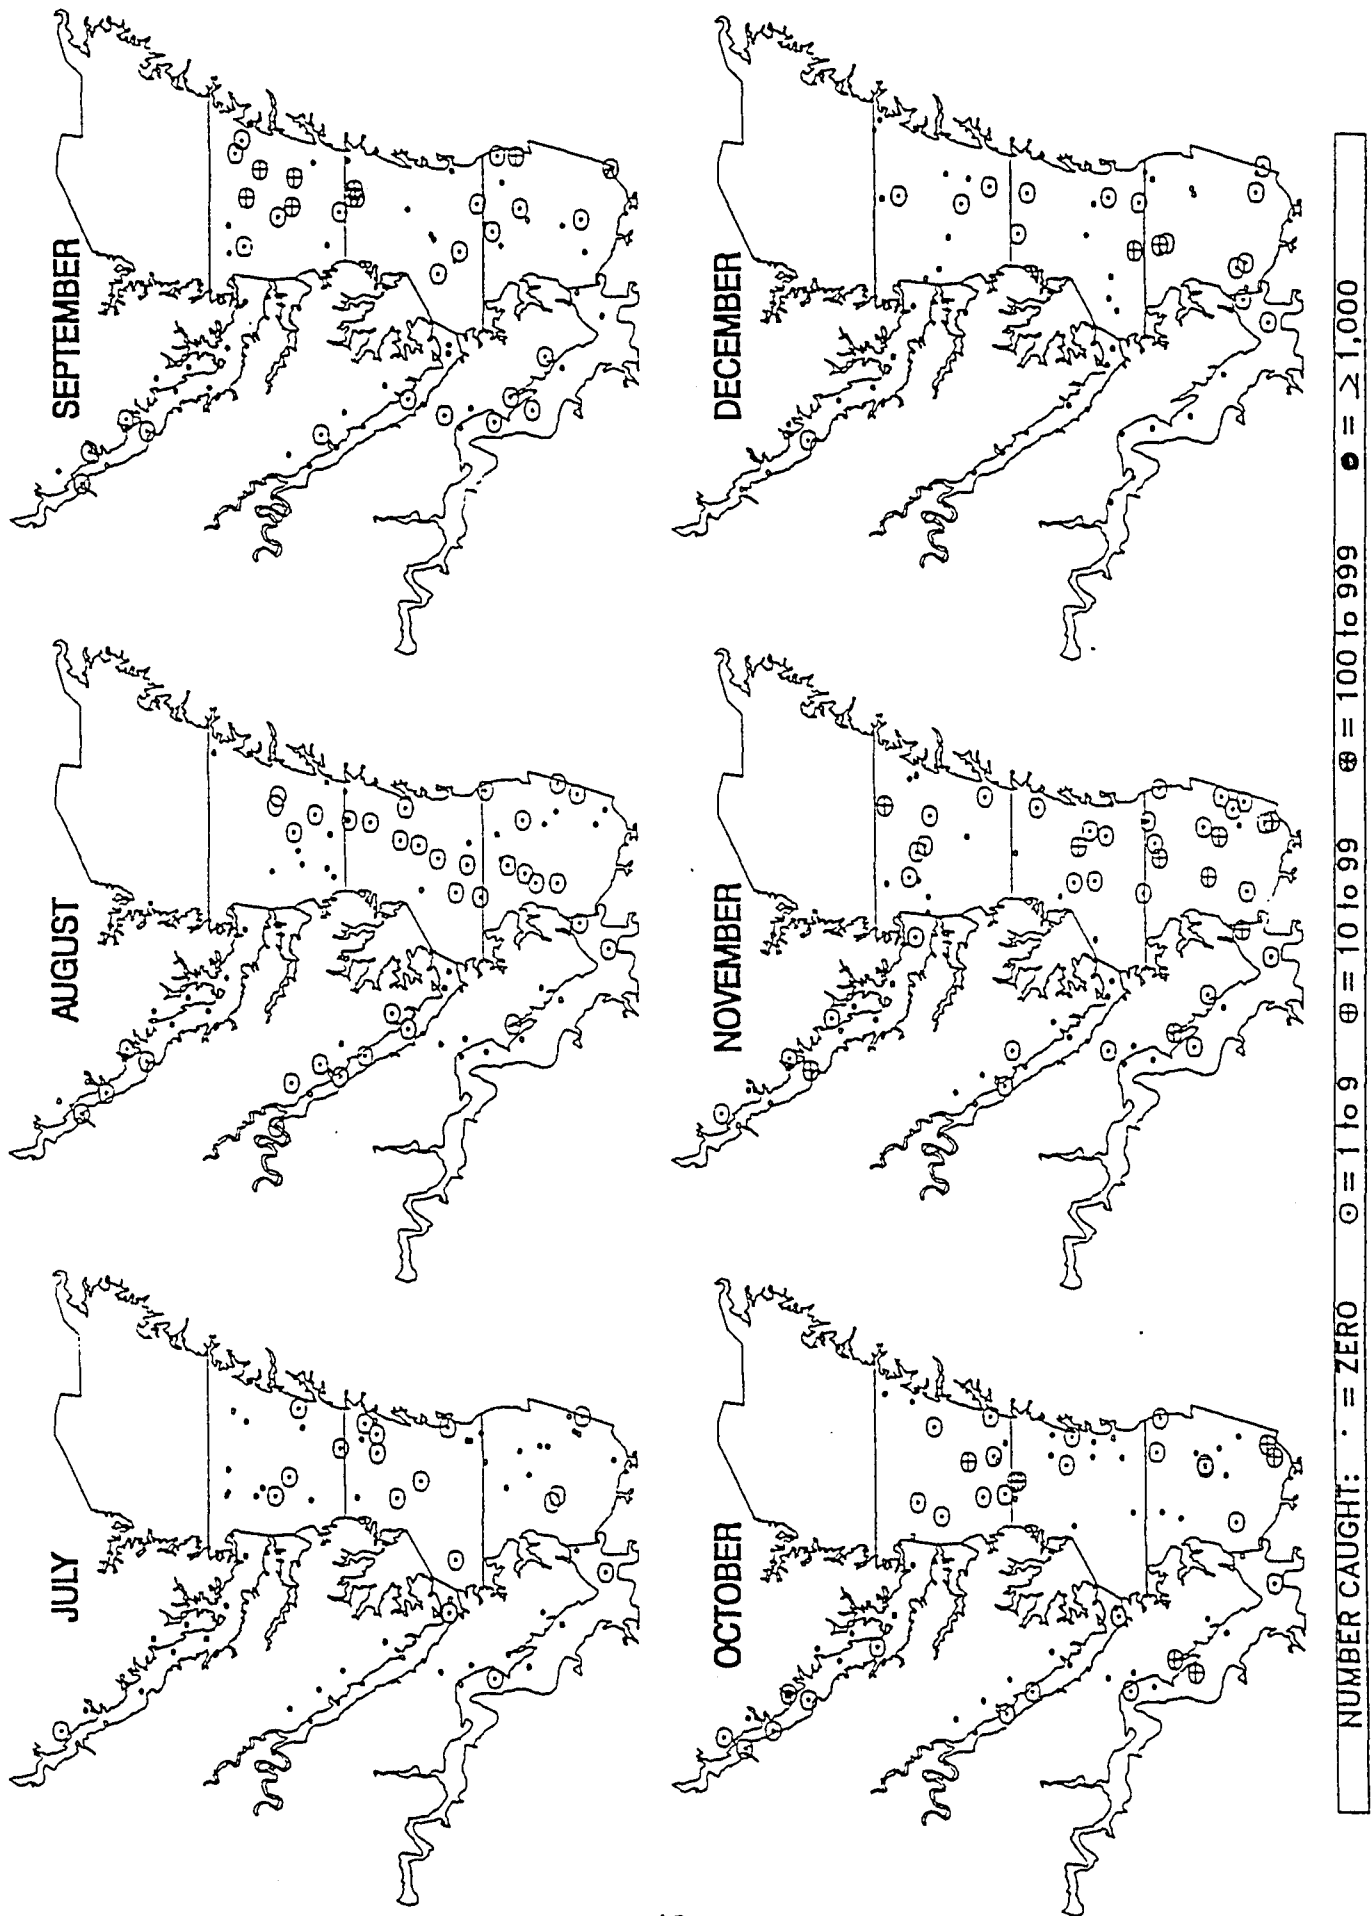 JULY
AUGUST
SEPTEMBER
OCTOBER
NOVEMBER
DECEMBER
NUMBER CAUGHT: · = ZERO ⊙ = 1 to 9 ⊕ = 10 to 99 ⊞ = 100 to 999 ● = ≥ 1,000